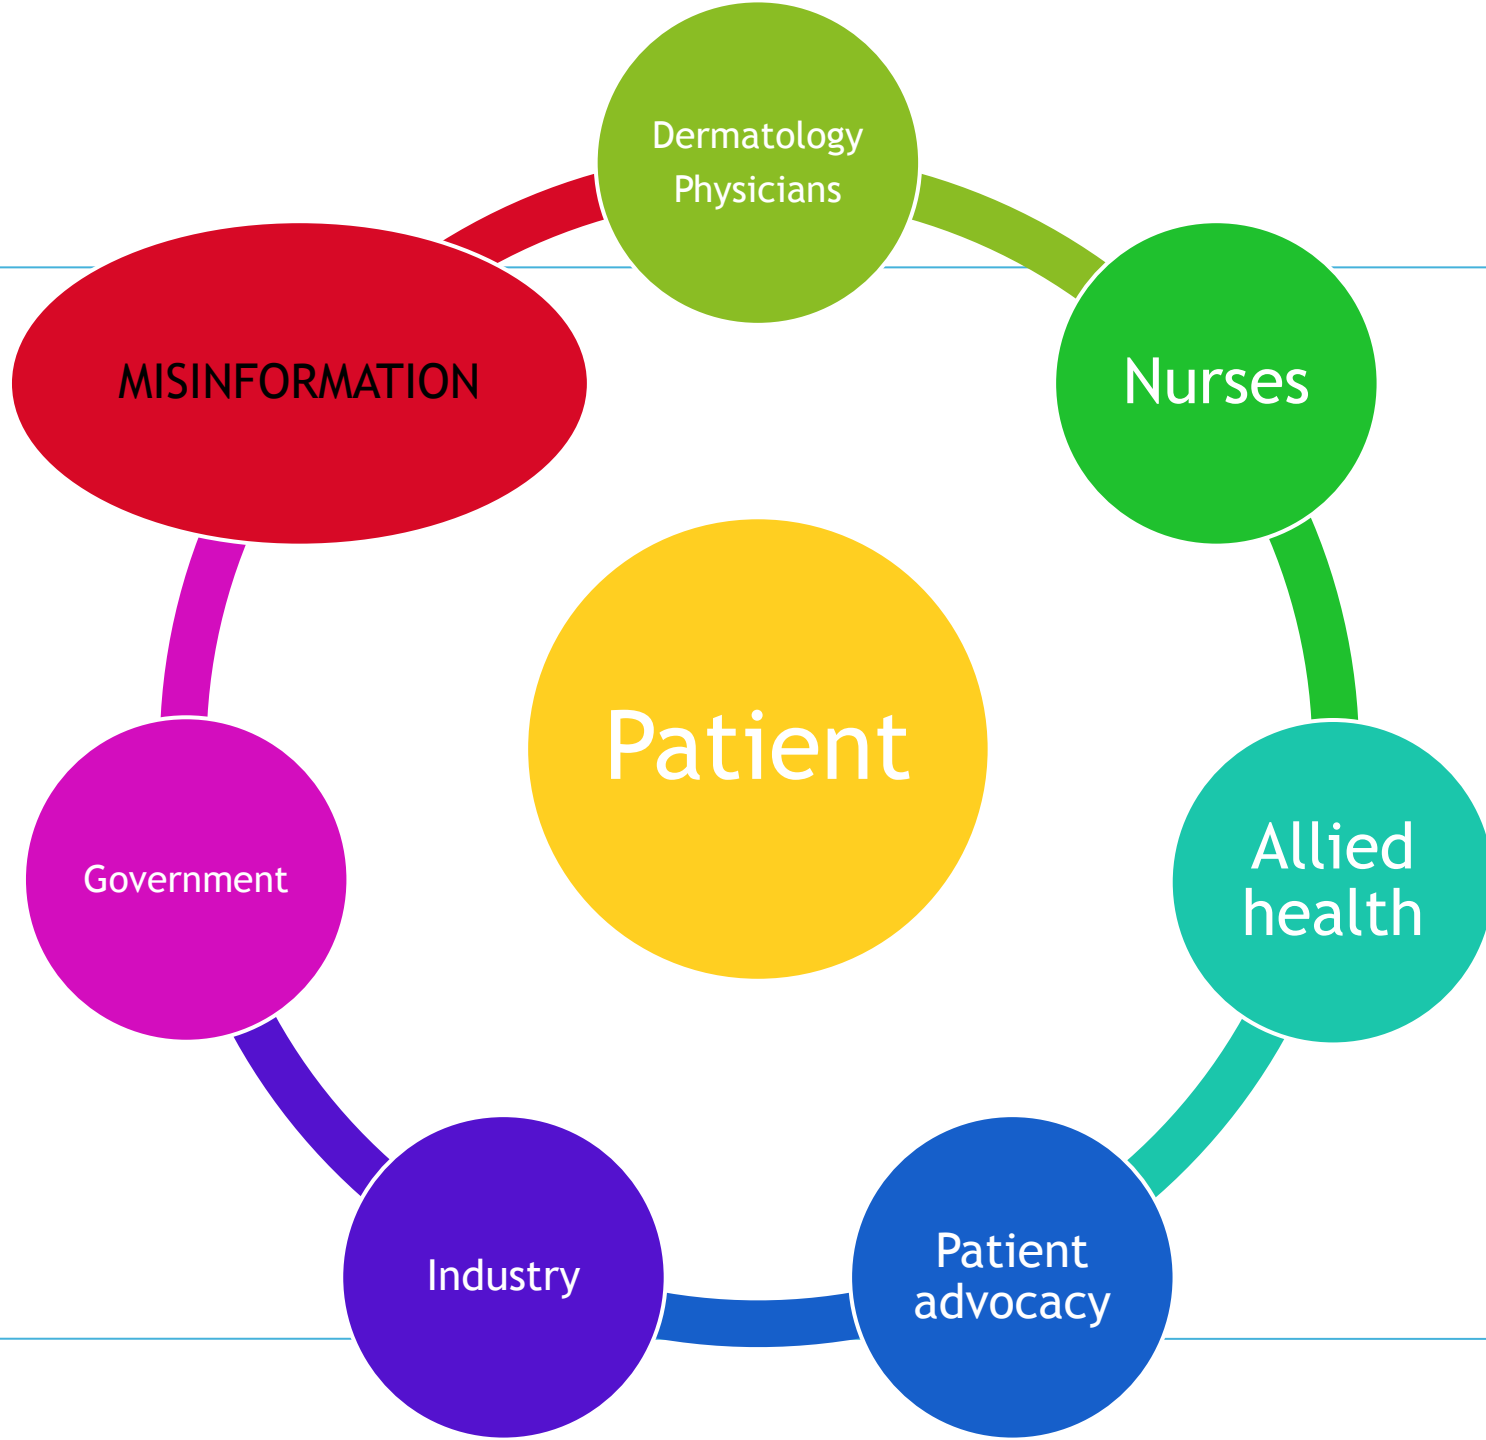 Dermatology
Physicians
Nurses
Allied
health
Patient
advocacy
Industry
Government
MISINFORMATION
Patient